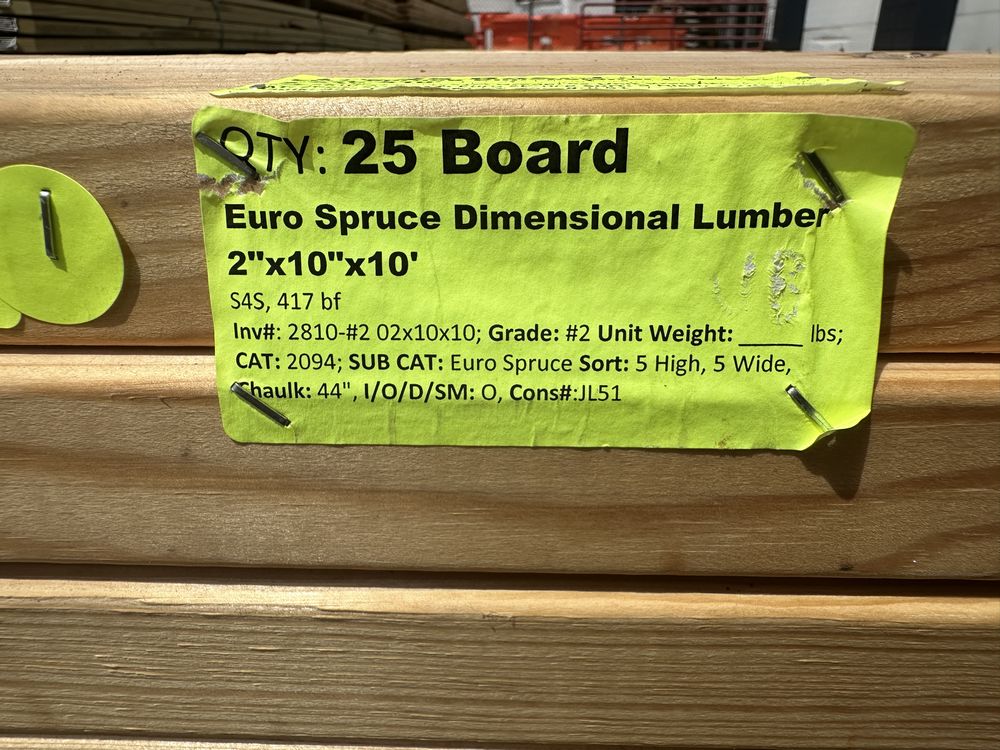 QTY: 25 Board
Euro Spruce Dimensional Lumber
2"x10"x10'
S4S, 417 bf
Inv#: 2810-#2 02x10x10; Grade: #2 Unit Weight: _____ lbs;
CAT: 2094; SUB CAT: Euro Spruce Sort: 5 High, 5 Wide,
Chaulk: 44", I/O/D/SM: O, Cons#:JL51